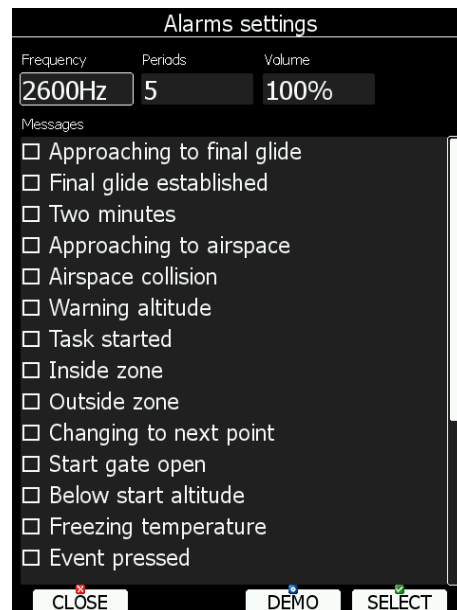 Alarms settings
Frequency Periods Volume
2600Hz 5 100%
Messages
Approaching to final glide
Final glide established
Two minutes
Approaching to airspace
Airspace collision
Warning altitude
Task started
Inside zone
Outside zone
Changing to next point
Start gate open
Below start altitude
Freezing temperature
Event pressed
CLOSE DEMO SELECT